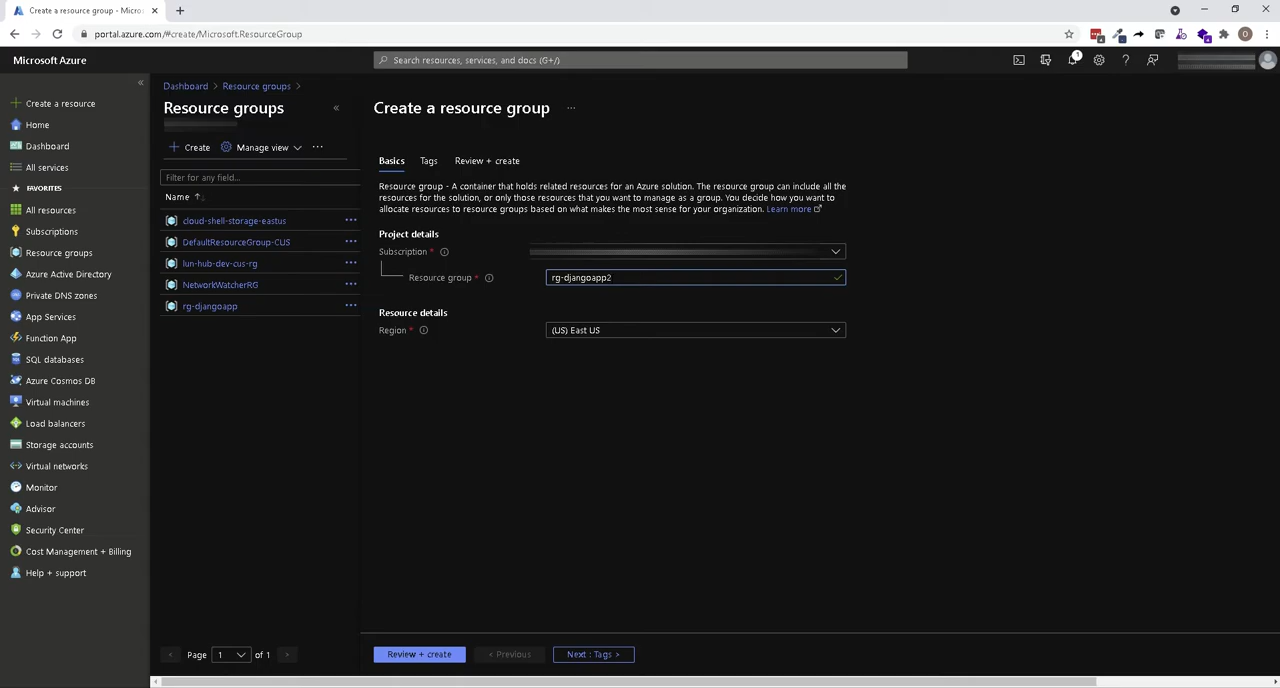 Create a resource group - Micro
portal.azure.com/#create/Microsoft.ResourceGroup
Microsoft Azure
Search resources, services, and docs (G+/)
1
Create a resource
Home
Dashboard
All services
FAVORITES
All resources
Subscriptions
Resource groups
Azure Active Directory
Private DNS zones
App Services
Function App
SQL databases
Azure Cosmos DB
Virtual machines
Load balancers
Storage accounts
Virtual networks
Monitor
Advisor
Security Center
Cost Management + Billing
Help + support
Dashboard > Resource groups >
Resource groups
Create
Manage view
Filter for any field...
Name
cloud-shell-storage-eastus
DefaultResourceGroup-CUS
lun-hub-dev-cus-rg
NetworkWatcherRG
rg-djangoapp
Page 1 of 1
Create a resource group
Basics
Tags
Review + create
Resource group - A container that holds related resources for an Azure solution. The resource group can include all the
resources for the solution, or only those resources that you want to manage as a group. You decide how you want to
allocate resources to resource groups based on what makes the most sense for your organization. Learn more
Project details
Subscription *
Resource group *
rg-djangoapp2
Resource details
Region *
(US) East US
Review + create
< Previous
Next : Tags >